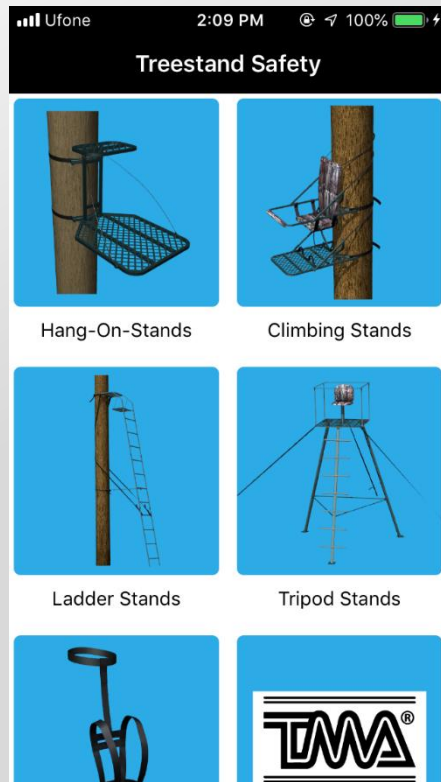 Ufone 2:09 PM 100%
Treestand Safety
Hang-On-Stands Climbing Stands
Ladder Stands Tripod Stands
TMA®